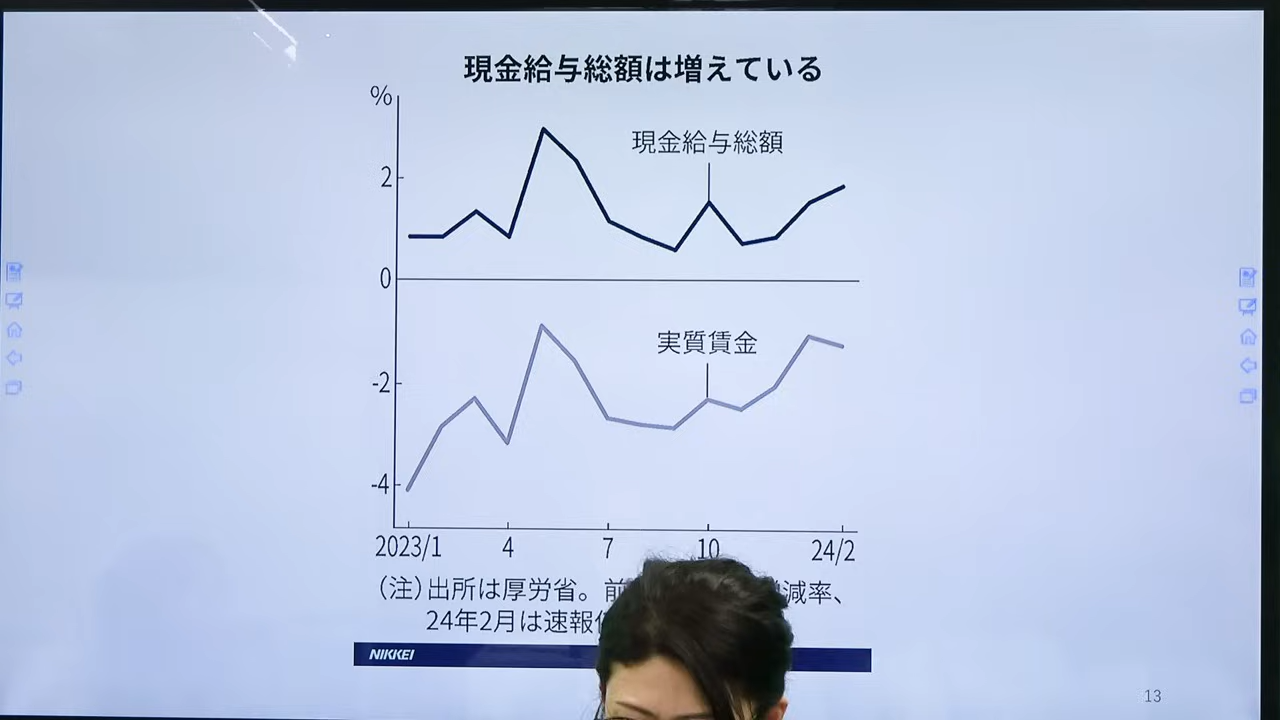 現金給与総額は増えている
%
現金給与総額
2
0
実質賃金
-2
-4
2023/1 4 7 10 24/2
(注)出所は厚労省。前 減率、
24年2月は速報
NIKKEI
13